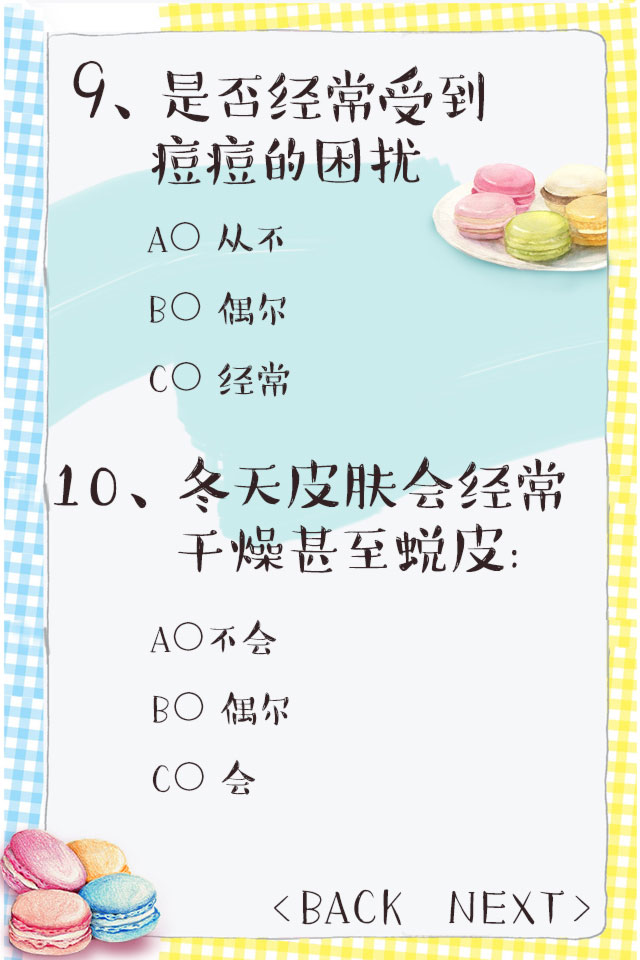 9、是否经常受到
痘痘的困扰
A○ 从不
B○ 偶尔
C○ 经常
10、冬天皮肤会经常
干燥甚至蜕皮:
A○不会
B○ 偶尔
C○ 会
<BACK NEXT>